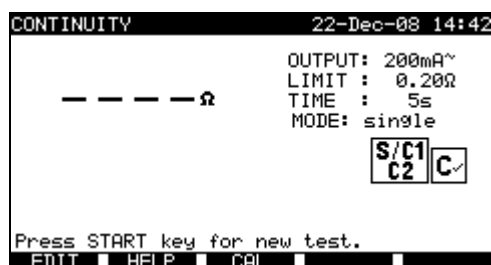 CONTINUITY 22-Dec-08 14:42
OUTPUT: 200mA~
LIMIT : 0.20Ω
– – – – Ω
TIME : 5s
MODE: single
S/C1
C2
C✓
Press START key for new test.
EDIT HELP CAL